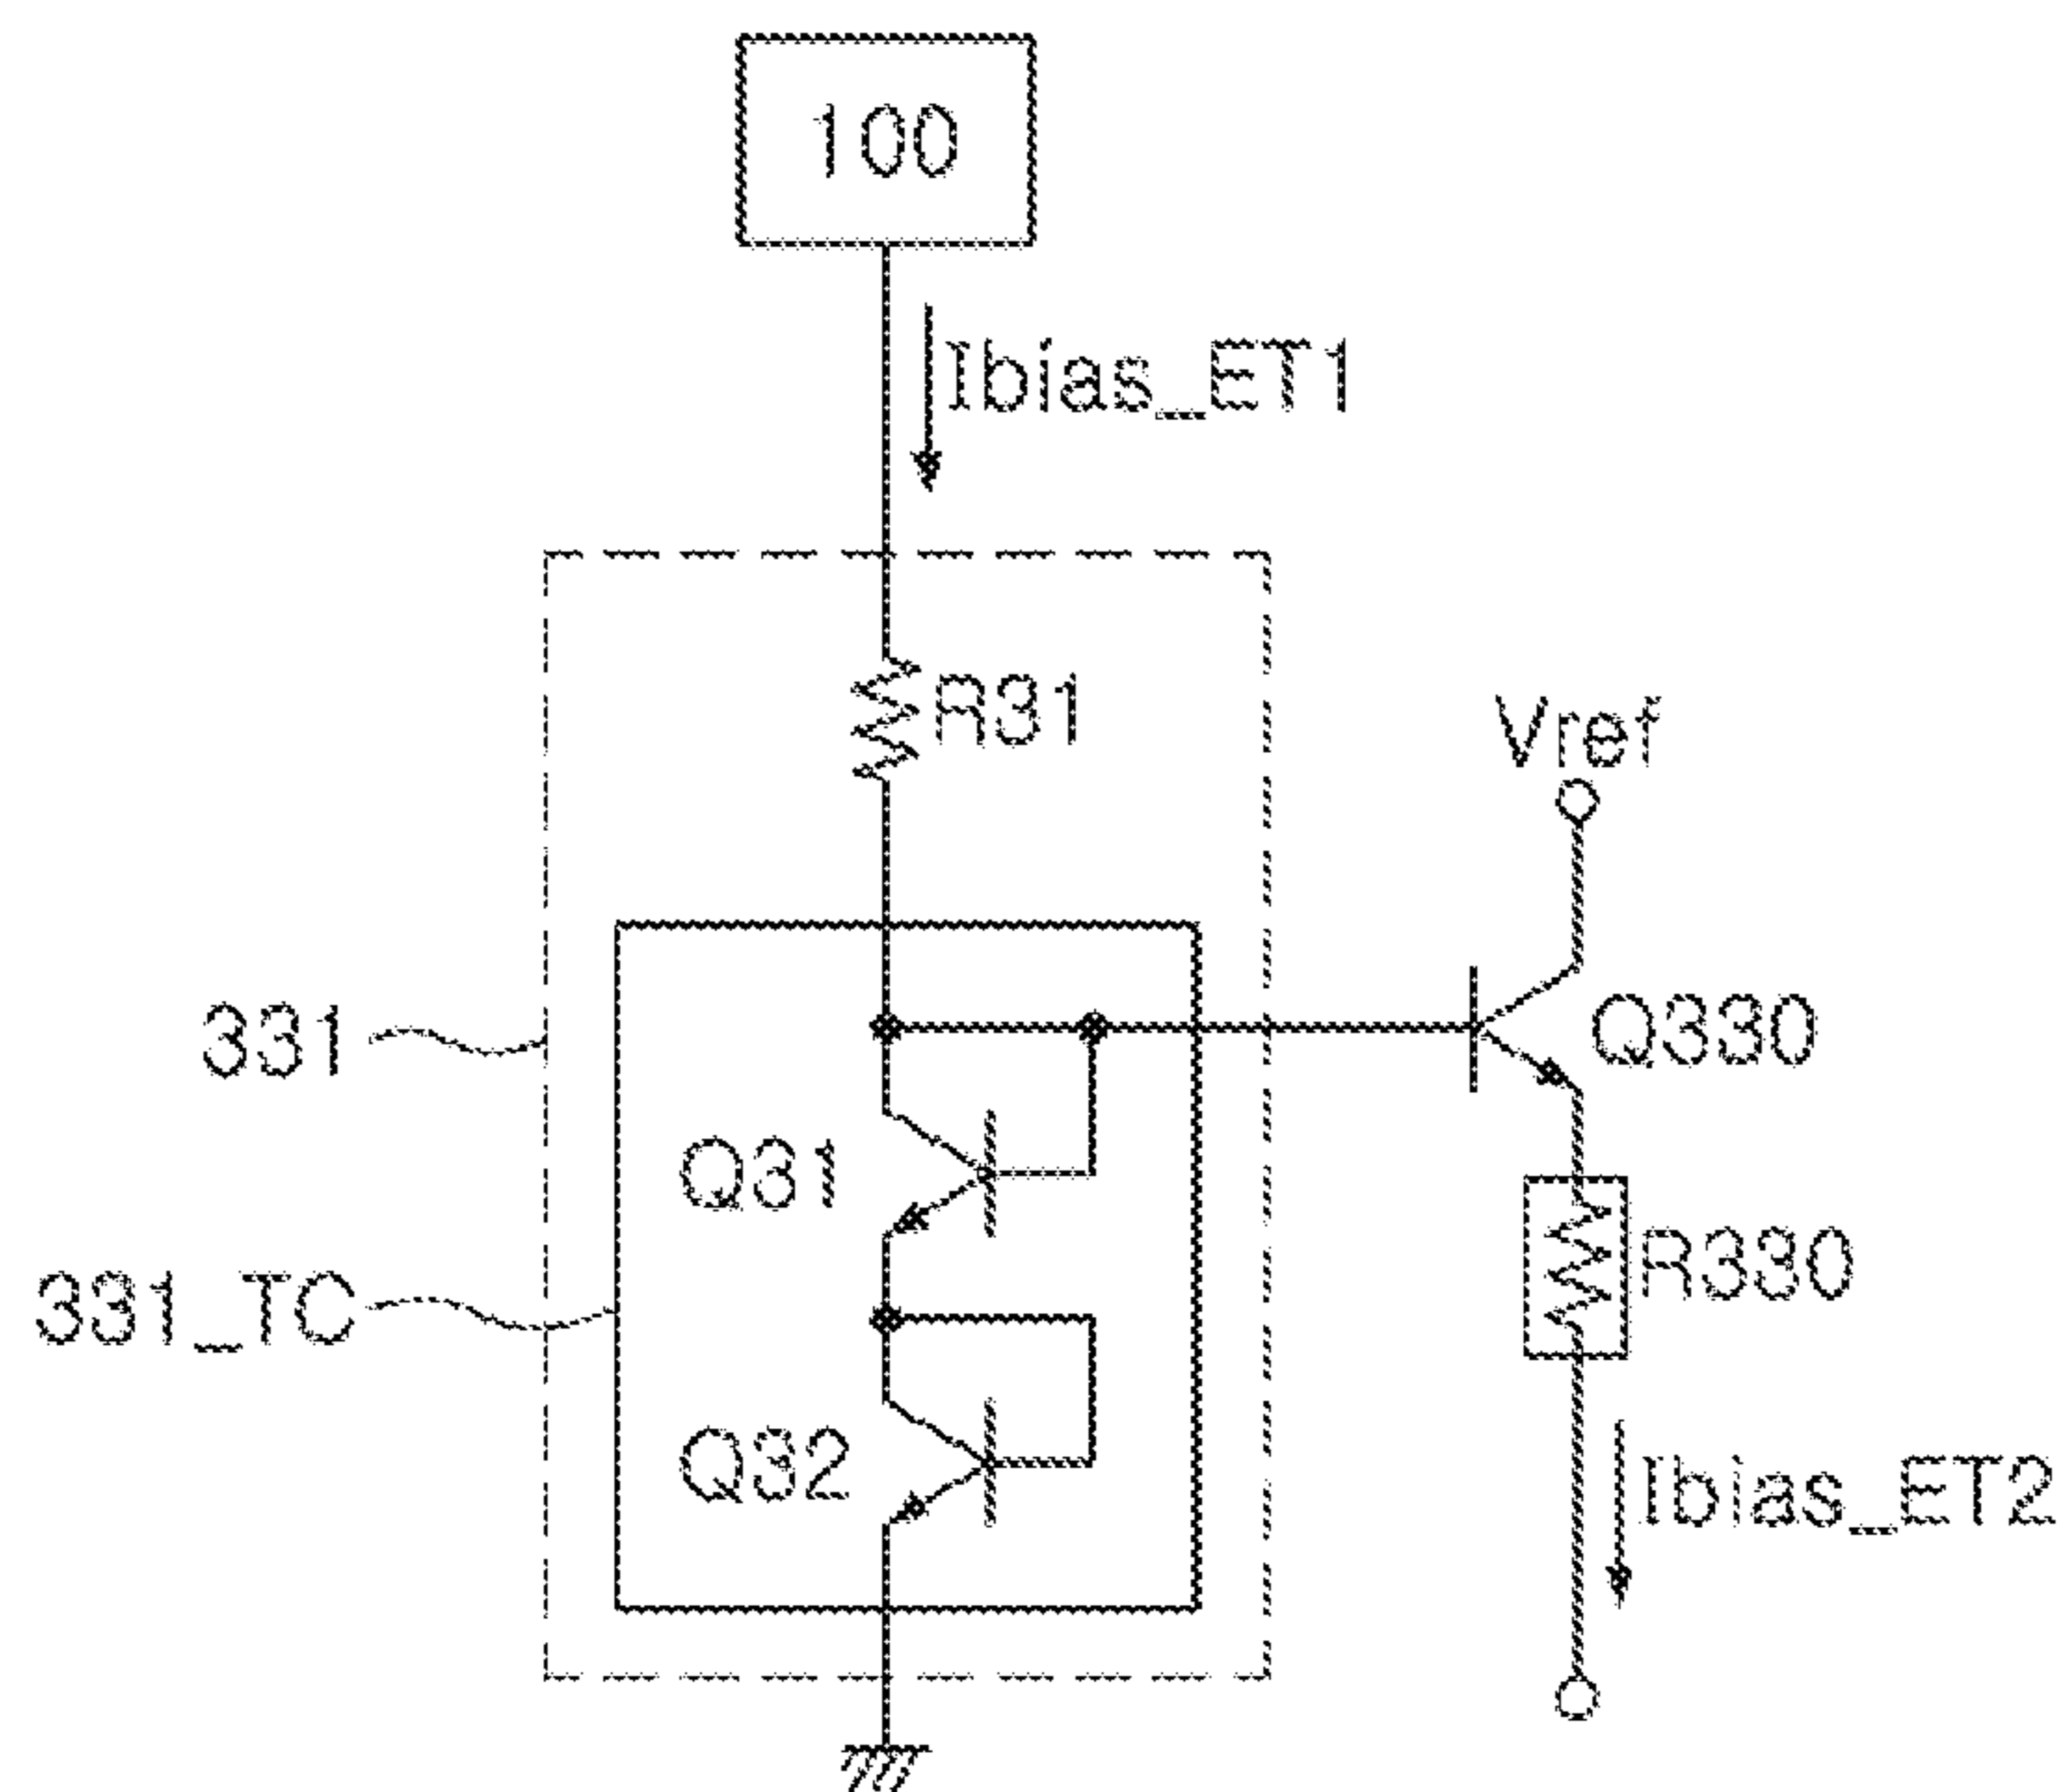 100
Ibias_ET1
R31
Vref
331
Q330
Q31
331_TC
R330
Q32
Ibias_ET2